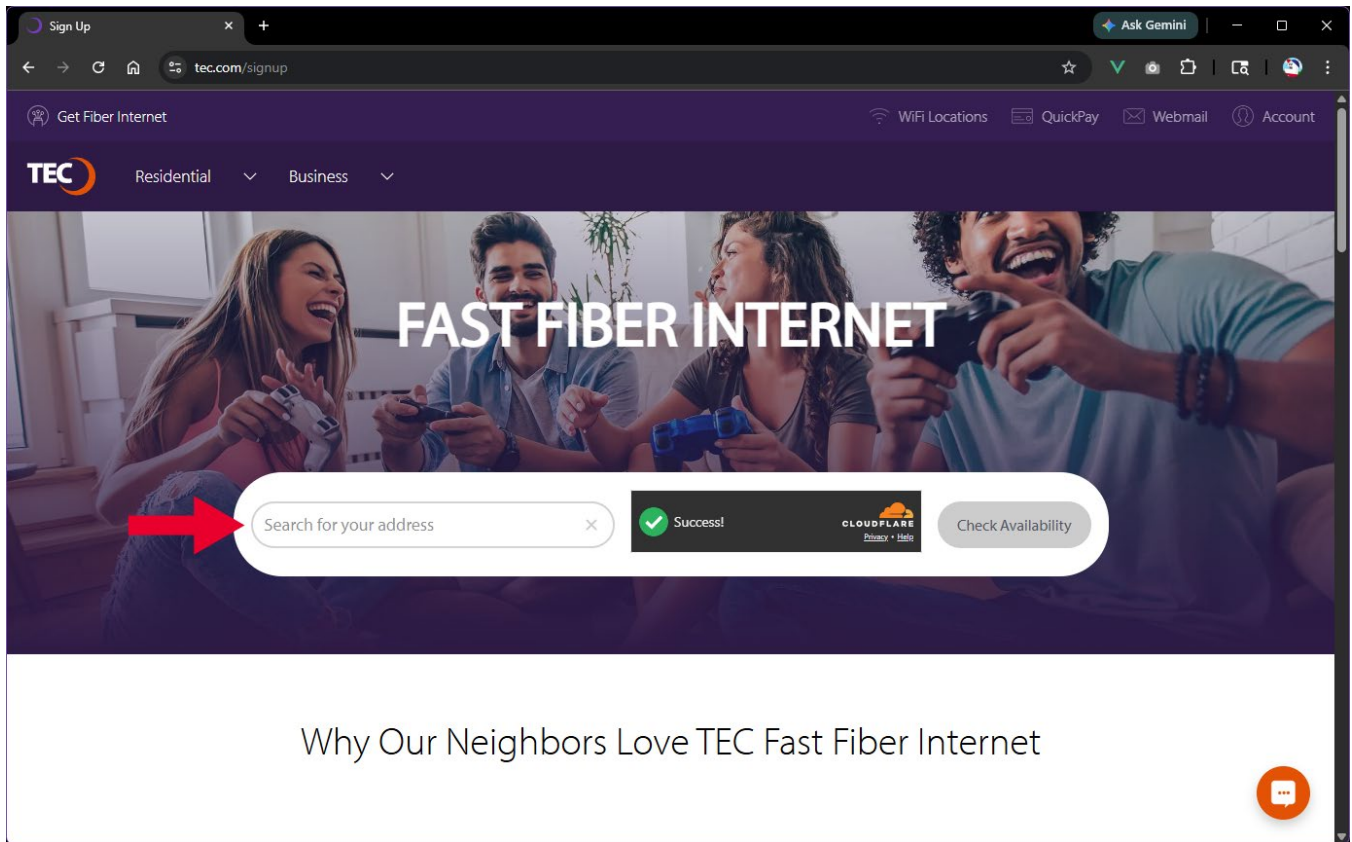 Sign Up
Ask Gemini
tec.com/signup
Get Fiber Internet
WiFi Locations
QuickPay
Webmail
Account
TEC
Residential
Business
FAST FIBER INTERNET
Search for your address
Success!
CLOUDFLARE
Privacy • Help
Check Availability
Why Our Neighbors Love TEC Fast Fiber Internet